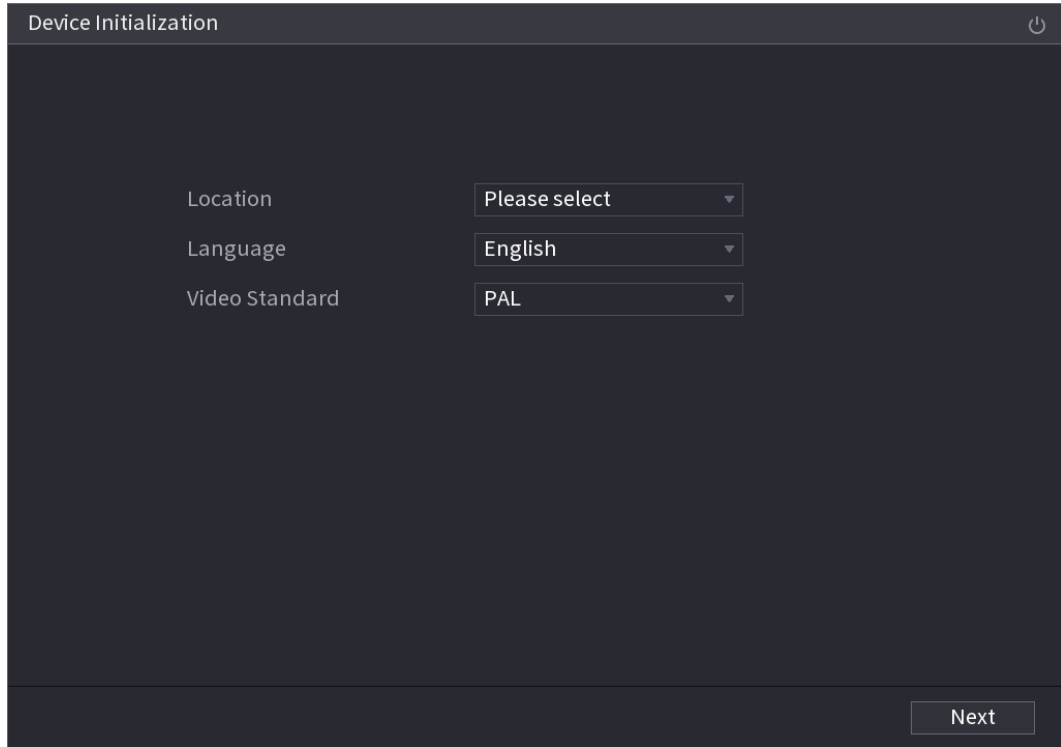 Device Initialization
Location Please select
Language English
Video Standard PAL
Next